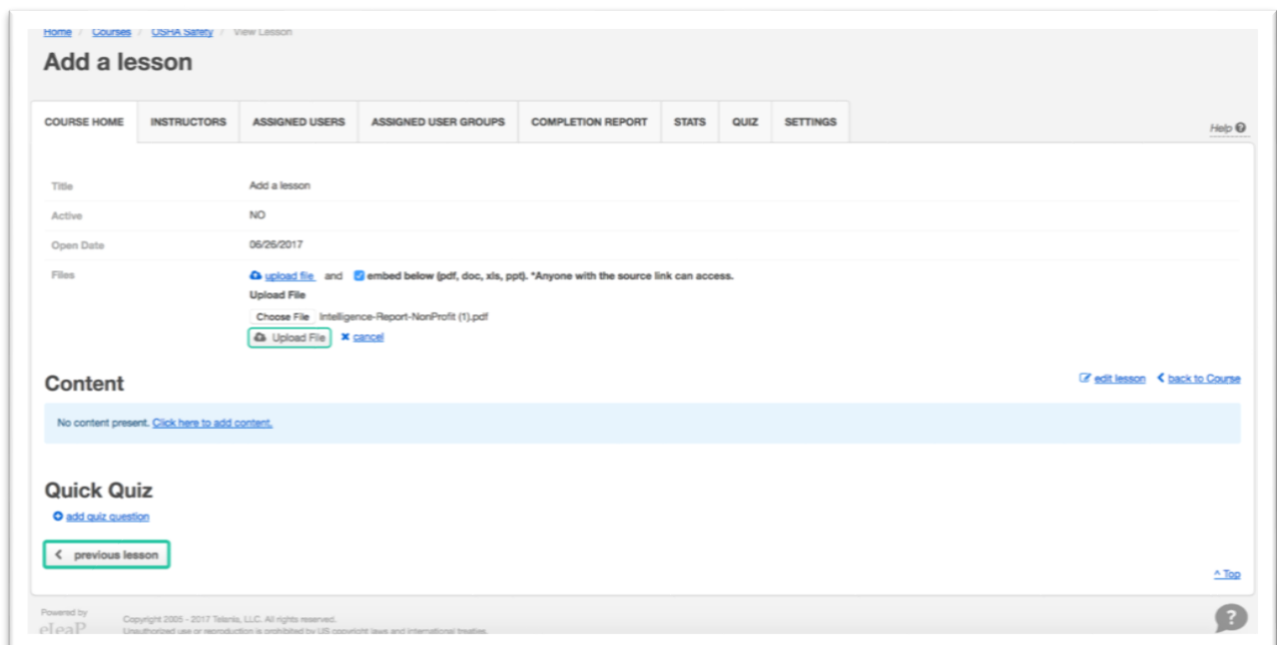 Home / Courses / OSHA Safety / View Lesson
Add a lesson
COURSE HOME INSTRUCTORS ASSIGNED USERS ASSIGNED USER GROUPS COMPLETION REPORT STATS QUIZ SETTINGS
Help
Title Add a lesson
Active NO
Open Date 06/26/2017
Files upload file and embed below (pdf, doc, xls, ppt). *Anyone with the source link can access.
Upload File
Choose File Intelligence-Report-NonProfit (1).pdf
Upload File cancel
Content
edit lesson back to Course
No content present. Click here to add content.
Quick Quiz
add quiz question
< previous lesson
^ Top
Powered by
eLeaP
Copyright 2005 - 2017 Telania, LLC. All rights reserved.
Unauthorized use or reproduction is prohibited by US copyright laws and international treaties.